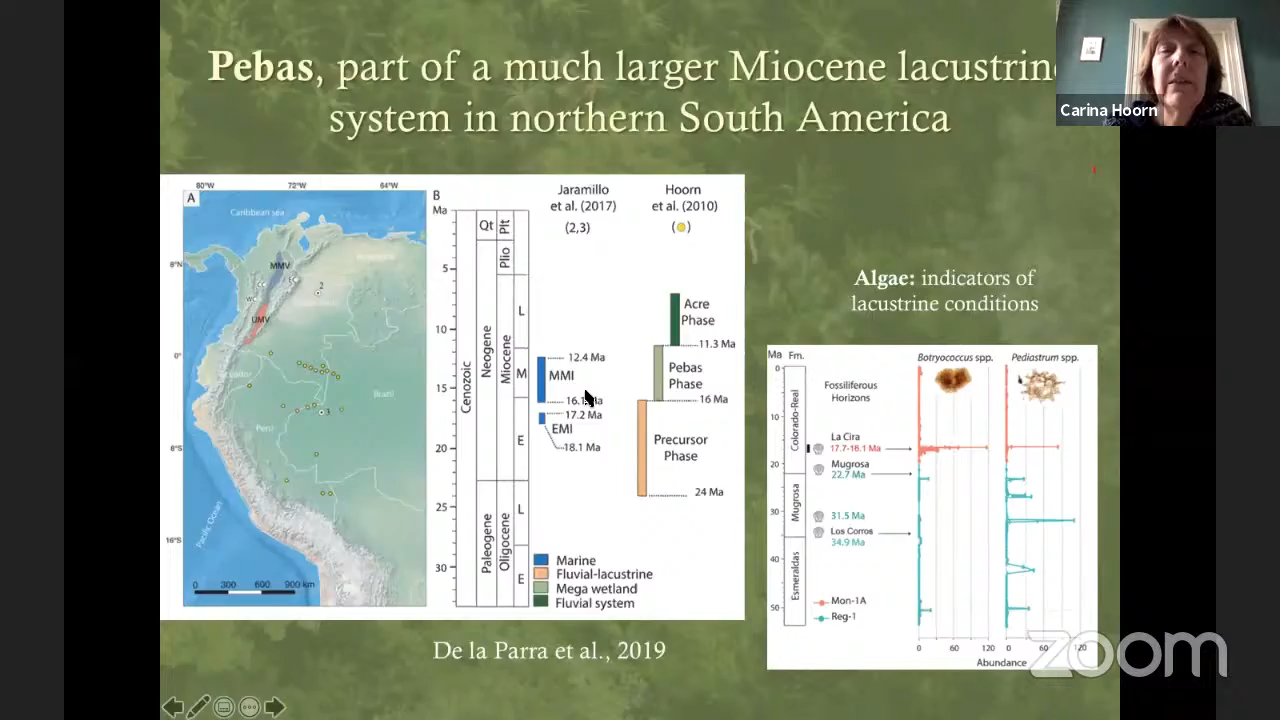 Pebas, part of a much larger Miocene lacustrin
system in northern South America
Carina Hoorn
80°W
72°W
64°W
A
Caribbean sea
8°N
MMV
2
UMV
0°
Brazil
3
Peru
8°S
Pacific Ocean
16°S
0 300 600 900 km
B
Jaramillo
et al. (2017)
(2,3)
Hoorn
et al. (2010)
Ma
Qt
Plt
Plio
5
L
10
Neogene
Miocene
M
15
Cenozoic
E
20
25
L
Paleogene
Oligocene
30
E
12.4 Ma
MMI
17.2 Ma
EMI
18.1 Ma
Acre
Phase
11.3 Ma
Pebas
Phase
16 Ma
Precursor
Phase
24 Ma
Marine
Fluvial-lacustrine
Mega wetland
Fluvial system
De la Parra et al., 2019
Algae: indicators of
lacustrine conditions
Ma Fm.
Botryococcus spp.
Pediastrum spp.
0
10
20
30
40
50
Colorado-Real
Mugrosa
Esmeraldas
Fossiliferous
Horizons
La Cira
17.7-18.1 Ma
Mugrosa
22.7 Ma
31.5 Ma
Los Corros
34.9 Ma
Mon-1A
Reg-1
0 60 120
0 60 120
Abundance
zoom